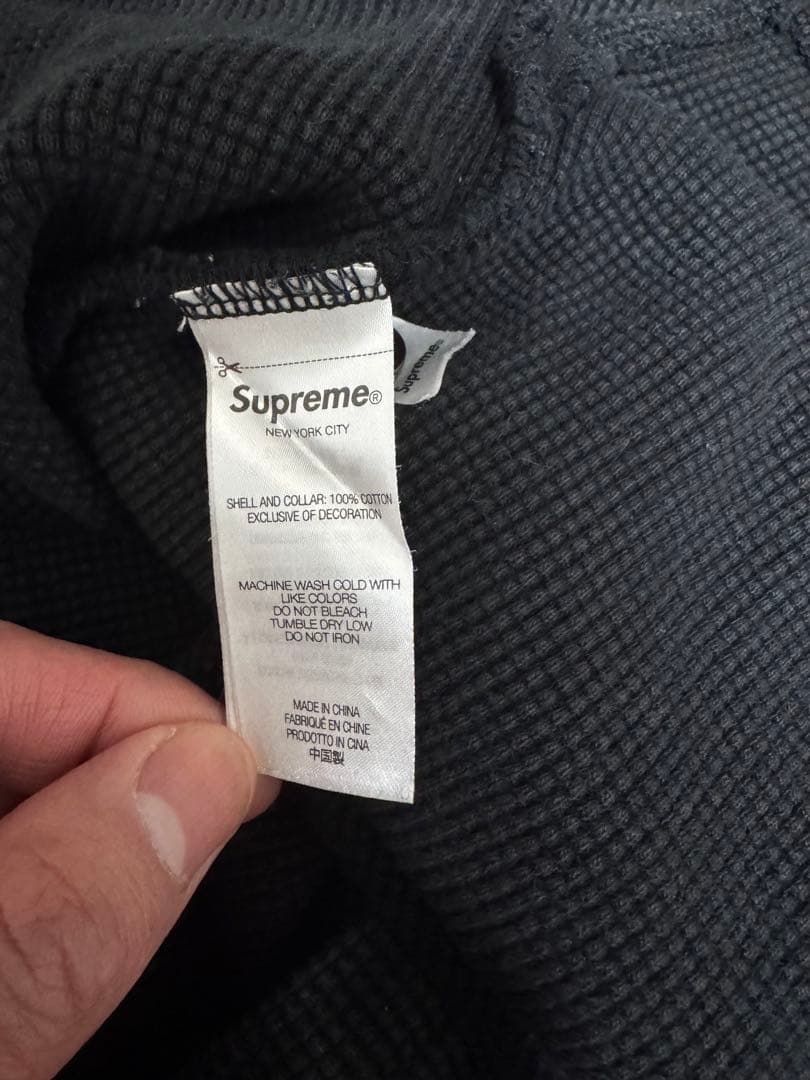 Supreme®
Supreme®
NEW YORK CITY
SHELL AND COLLAR: 100% COTTON
EXCLUSIVE OF DECORATION
MACHINE WASH COLD WITH
LIKE COLORS
DO NOT BLEACH
TUMBLE DRY LOW
DO NOT IRON
MADE IN CHINA
FABRIQUÉ EN CHINE
PRODOTTO IN CINA
中国製